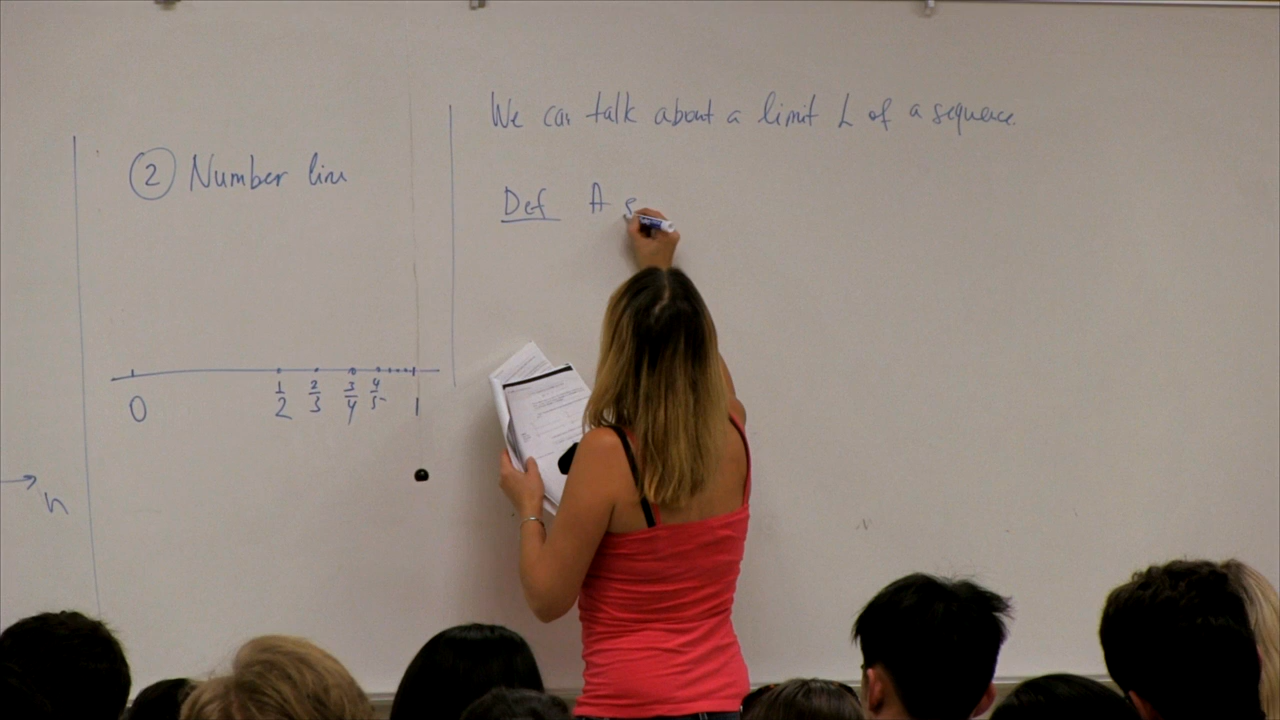 ② Number line
0 1/2 2/3 3/4 4/5 1
n
We can talk about a limit L of a sequence.
Def A s